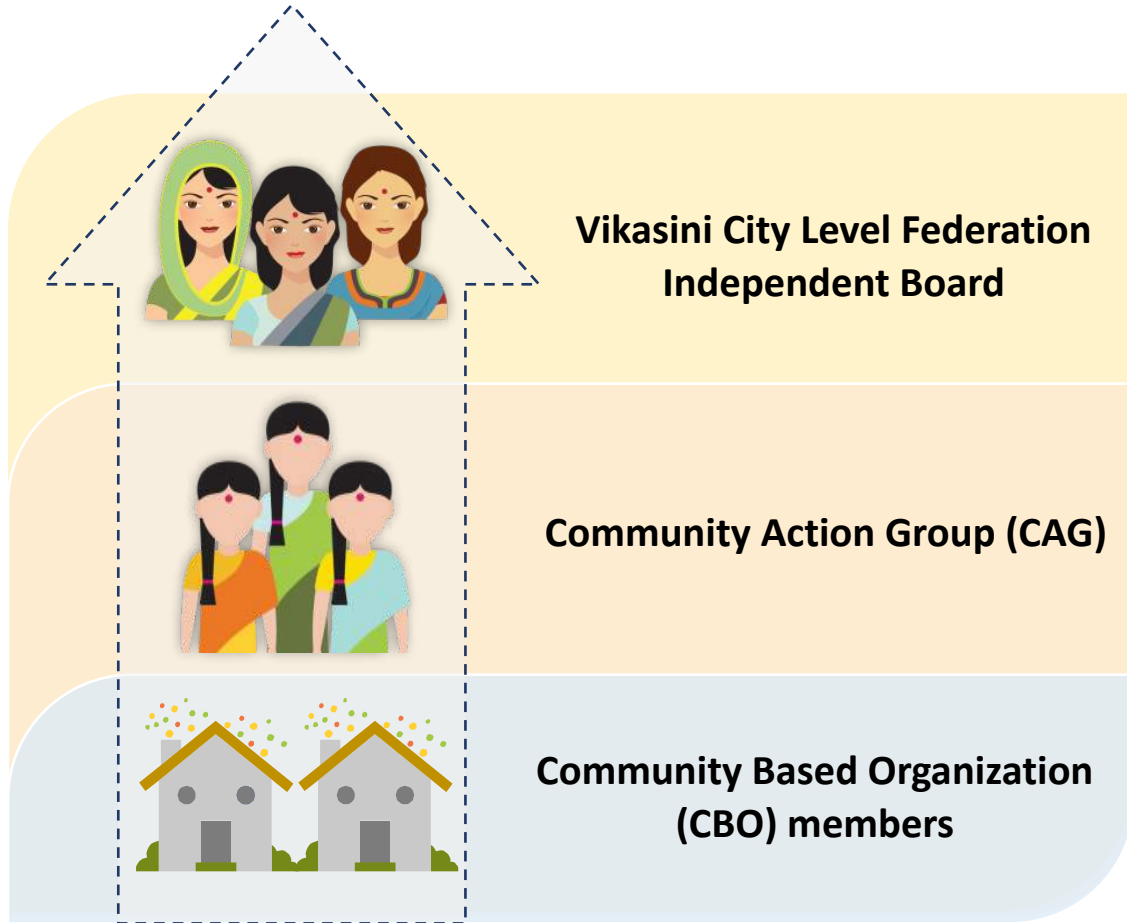 Vikasini City Level Federation
Independent Board
Community Action Group (CAG)
Community Based Organization
(CBO) members